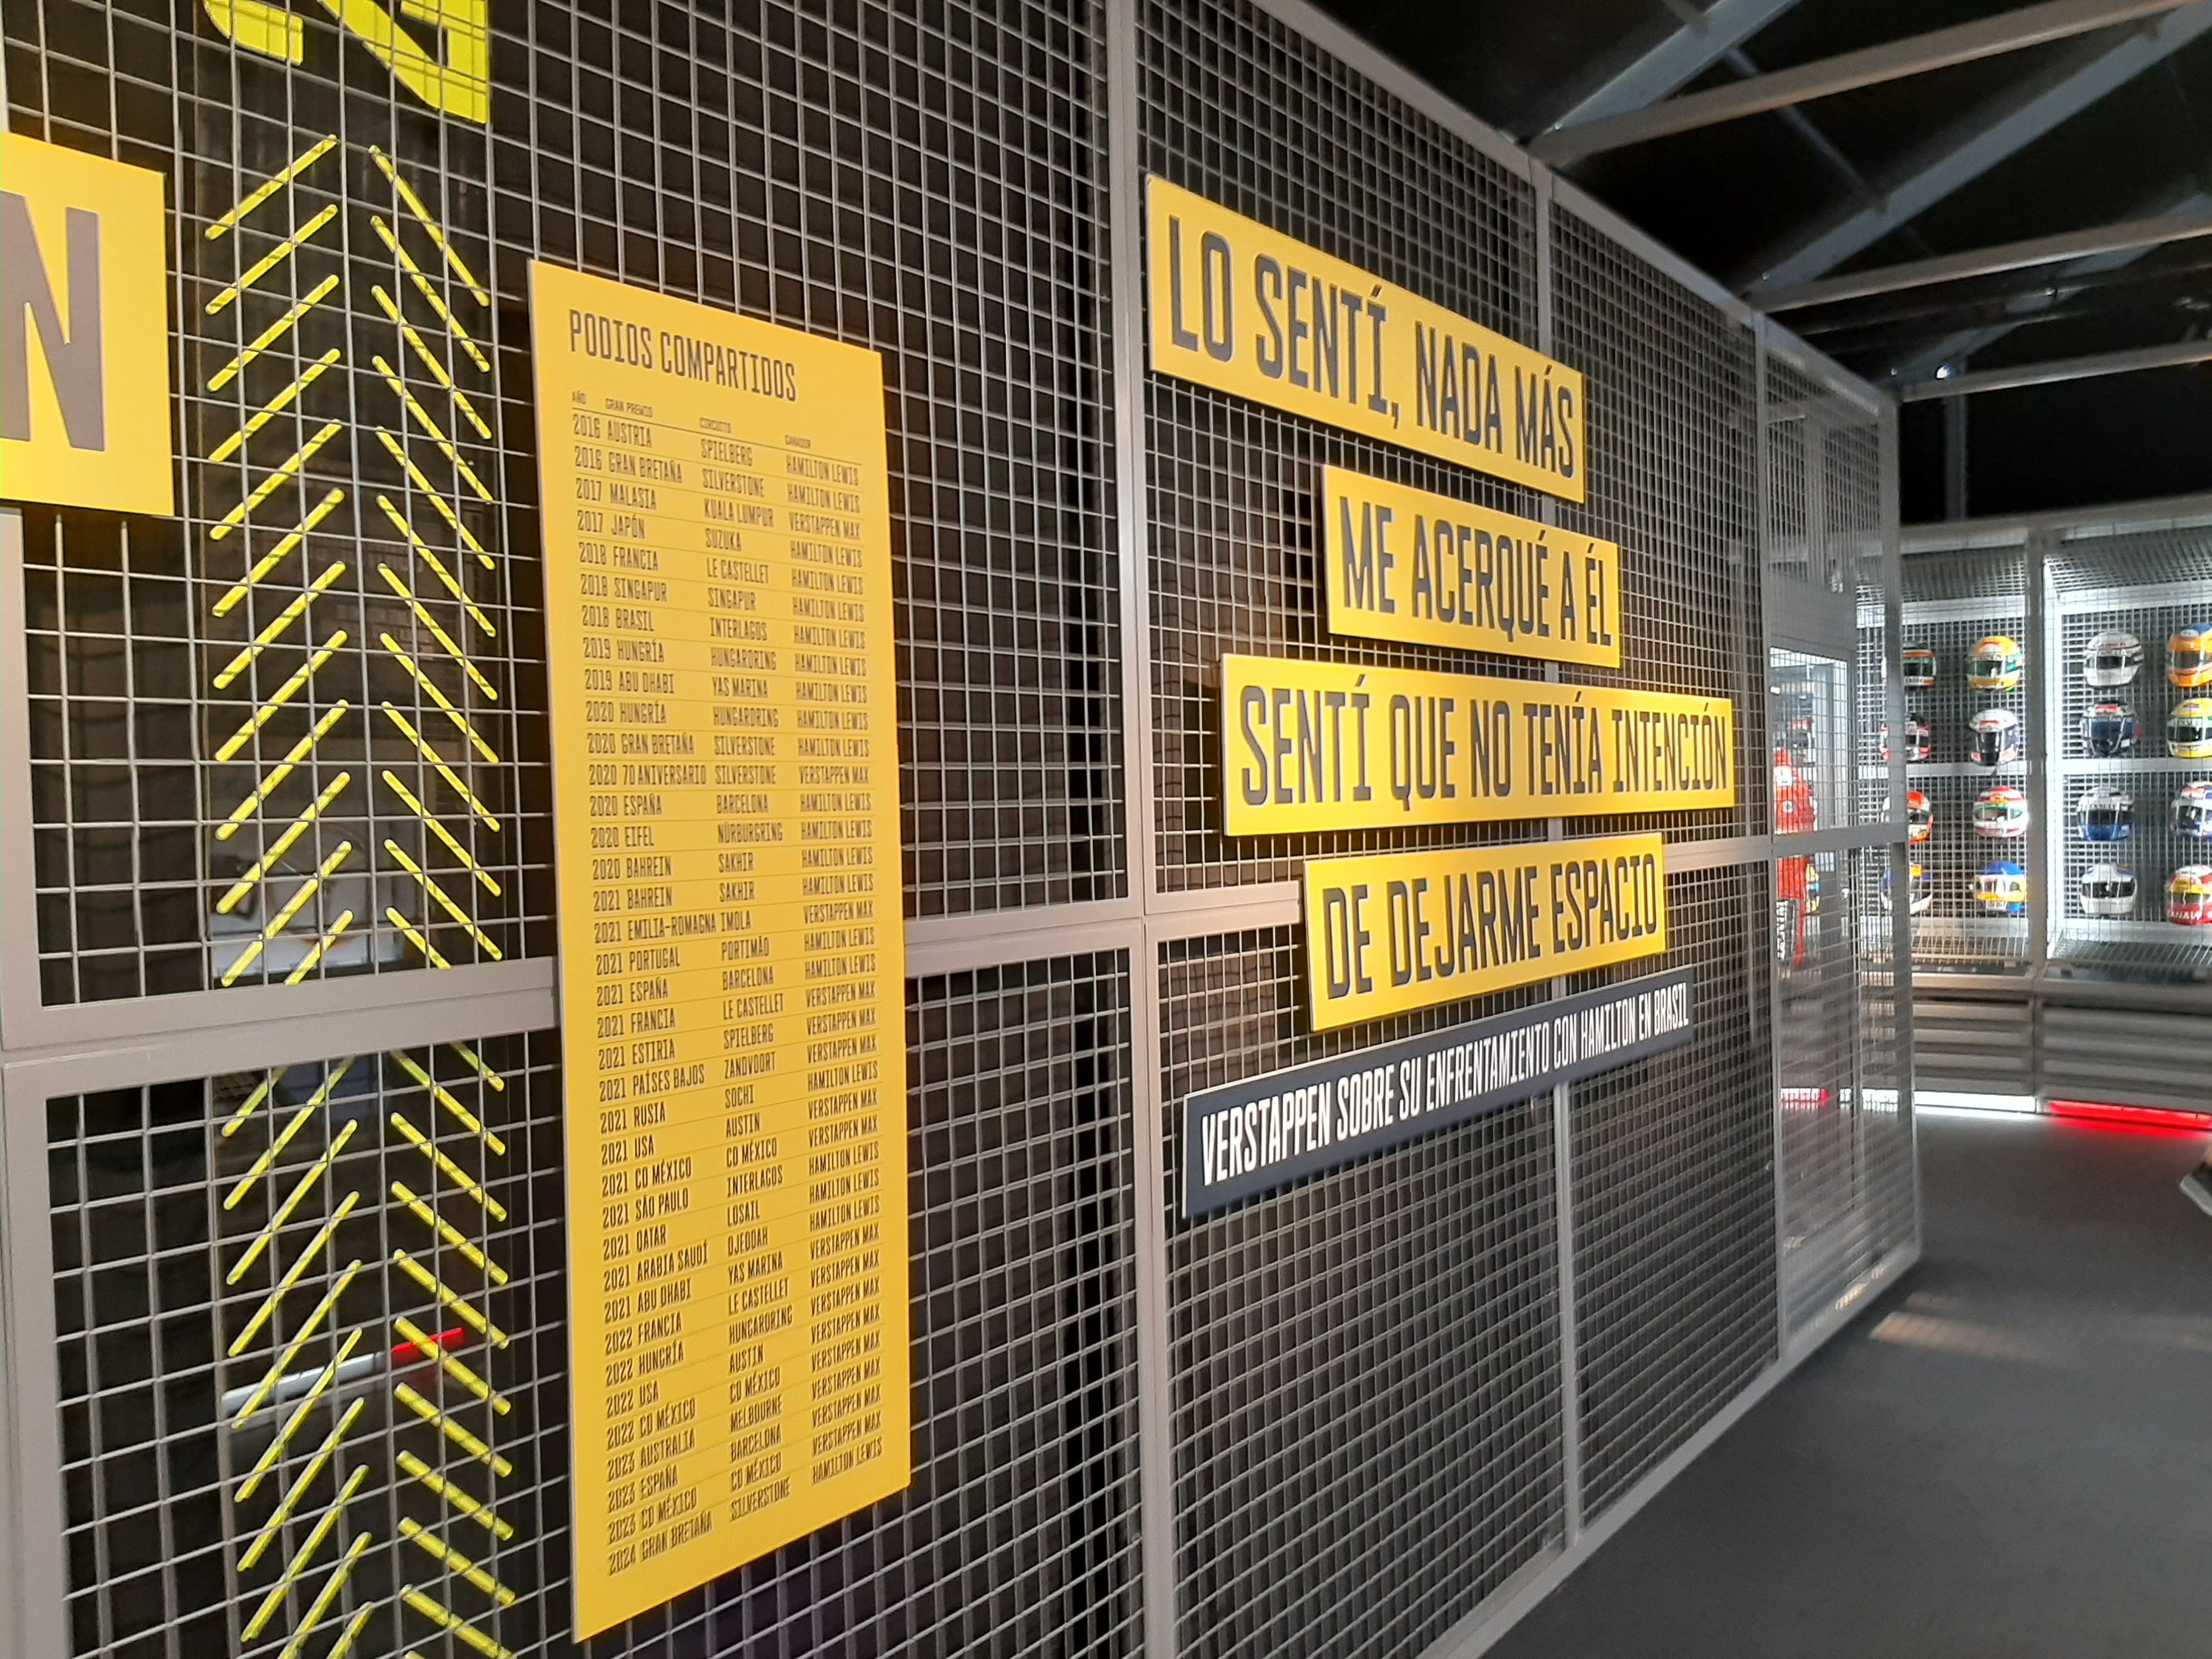 N
PODIOS COMPARTIDOS
AÑO GRAN PREMIO CIRCUITO GANADOR
2016 AUSTRIA SPIELBERG HAMILTON LEWIS
2016 GRAN BRETAÑA SILVERSTONE HAMILTON LEWIS
2017 MALASIA KUALA LUMPUR VERSTAPPEN MAX
2017 JAPÓN SUZUKA HAMILTON LEWIS
2018 FRANCIA LE CASTELLET HAMILTON LEWIS
2018 SINGAPUR SINGAPUR HAMILTON LEWIS
2018 BRASIL INTERLAGOS HAMILTON LEWIS
2019 HUNGRÍA HUNGARORING HAMILTON LEWIS
2019 ABU DHABI YAS MARINA HAMILTON LEWIS
2020 HUNGRÍA HUNGARORING HAMILTON LEWIS
2020 GRAN BRETAÑA SILVERSTONE HAMILTON LEWIS
2020 70 ANIVERSARIO SILVERSTONE VERSTAPPEN MAX
2020 ESPAÑA BARCELONA HAMILTON LEWIS
2020 EIFEL NÜRBURGRING HAMILTON LEWIS
2020 BAHREIN SAKHIR HAMILTON LEWIS
2021 BAHREIN SAKHIR HAMILTON LEWIS
2021 EMILIA-ROMAGNA IMOLA VERSTAPPEN MAX
2021 PORTUGAL PORTIMÃO HAMILTON LEWIS
2021 ESPAÑA BARCELONA HAMILTON LEWIS
2021 FRANCIA LE CASTELLET VERSTAPPEN MAX
2021 ESTIRIA SPIELBERG VERSTAPPEN MAX
2021 PAÍSES BAJOS ZANDVOORT VERSTAPPEN MAX
2021 RUSIA SOCHI HAMILTON LEWIS
2021 USA AUSTIN VERSTAPPEN MAX
2021 CD MÉXICO CD MÉXICO VERSTAPPEN MAX
2021 SÃO PAULO INTERLAGOS HAMILTON LEWIS
2021 QATAR LOSAIL HAMILTON LEWIS
2021 ARABIA SAUDÍ DJEDDAH HAMILTON LEWIS
2021 ABU DHABI YAS MARINA VERSTAPPEN MAX
2022 FRANCIA LE CASTELLET VERSTAPPEN MAX
2022 HUNGRÍA HUNGARORING VERSTAPPEN MAX
2022 USA AUSTIN VERSTAPPEN MAX
2022 CD MÉXICO CD MÉXICO VERSTAPPEN MAX
2023 AUSTRALIA MELBOURNE VERSTAPPEN MAX
2023 ESPAÑA BARCELONA VERSTAPPEN MAX
2023 CD MÉXICO CD MÉXICO VERSTAPPEN MAX
2024 GRAN BRETAÑA SILVERSTONE HAMILTON LEWIS
LO SENTÍ, NADA MÁS
ME ACERQUÉ A ÉL
SENTÍ QUE NO TENÍA INTENCIÓN
DE DEJARME ESPACIO
VERSTAPPEN SOBRE SU ENFRENTAMIENTO CON HAMILTON EN BRASIL